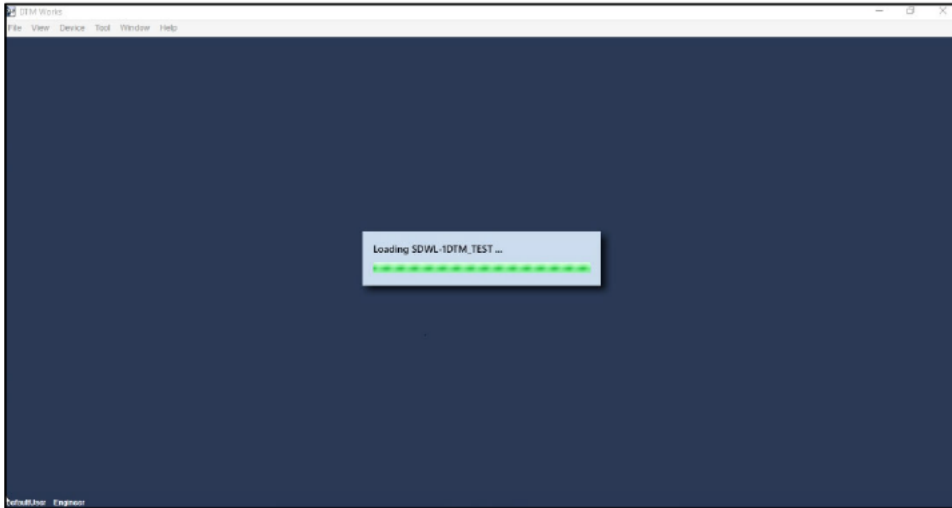 DTM Works
File View Device Tool Window Help
Loading SDWL-1DTM_TEST ...
DefaultUser Engineer